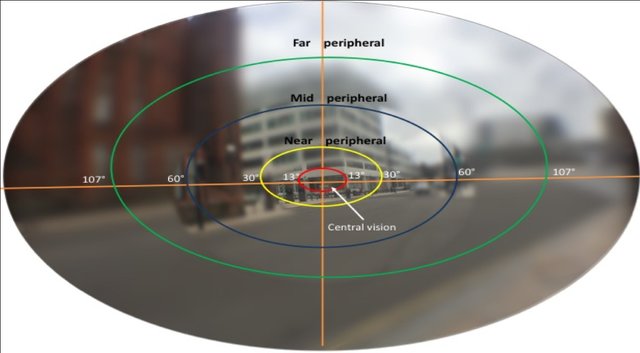 Far peripheral
Mid peripheral
Near peripheral
107° 60° 30° 13° 13° 30° 60° 107°
Central vision